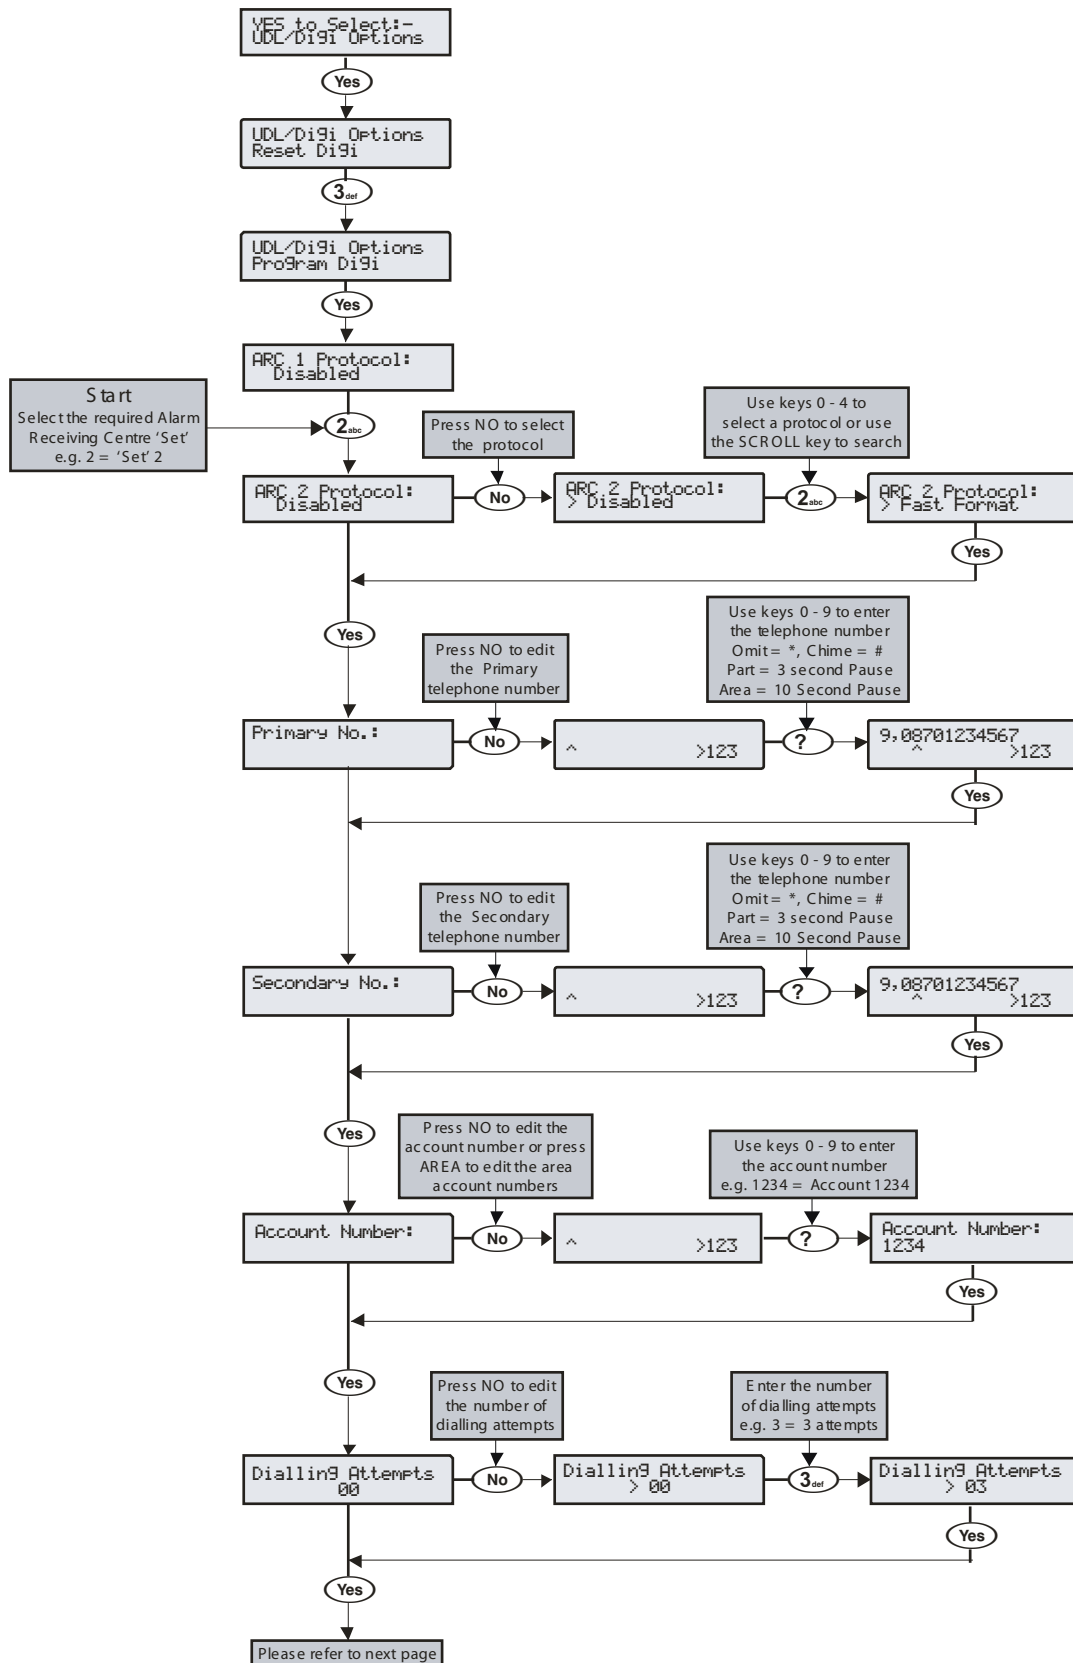 YES to Select:-
UDL/Digi Options
Yes
UDL/Digi Options
Reset Digi
3def
UDL/Digi Options
Program Digi
Yes
ARC 1 Protocol:
Disabled
Start
Select the required Alarm
Receiving Centre ‘Set’
e.g. 2 = ‘Set’ 2
2abc
Press NO to select
the protocol
Use keys 0 - 4 to
select a protocol or use
the SCROLL key to search
ARC 2 Protocol:
Disabled
No
ARC 2 Protocol:
> Disabled
2abc
ARC 2 Protocol:
> Fast Format
Yes
Yes
Press NO to edit
the Primary
telephone number
Use keys 0 - 9 to enter
the telephone number
Omit = *, Chime = #
Part = 3 second Pause
Area = 10 Second Pause
Primary No.:
No
^ >123
?
9,08701234567
^ >123
Yes
Press NO to edit
the Secondary
telephone number
Use keys 0 - 9 to enter
the telephone number
Omit = *, Chime = #
Part = 3 second Pause
Area = 10 Second Pause
Secondary No.:
No
^ >123
?
9,08701234567
^ >123
Yes
Yes
Press NO to edit the
account number or press
AREA to edit the area
account numbers
Use keys 0 - 9 to enter
the account number
e.g. 1234 = Account 1234
Account Number:
No
^ >123
?
Account Number:
1234
Yes
Yes
Press NO to edit
the number of
dialling attempts
Enter the number
of dialling attempts
e.g. 3 = 3 attempts
Dialling Attempts
00
No
Dialling Attempts
> 00
3def
Dialling Attempts
> 03
Yes
Yes
Please refer to next page